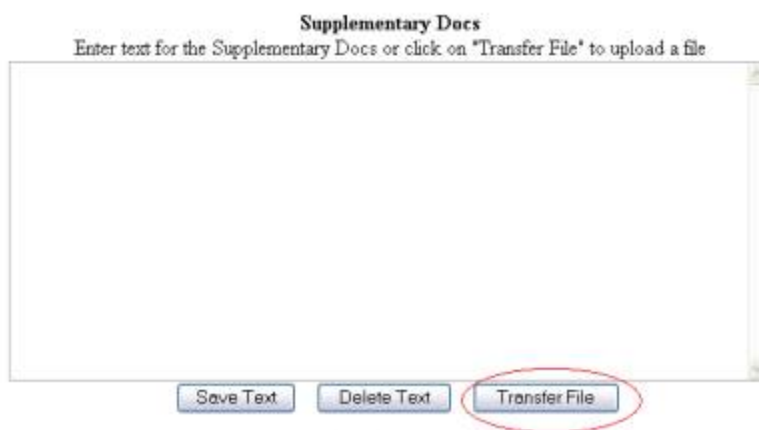 Supplementary Docs
Enter text for the Supplementary Docs or click on "Transfer File" to upload a file
Save Text Delete Text Transfer File